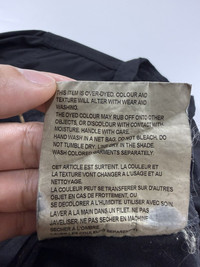 THIS ITEM IS OVER-DYED. COLOUR AND
TEXTURE WILL ALTER WITH WEAR AND
WASHING.
THE DYED COLOUR MAY RUB OFF ONTO OTHER
OBJECTS, OR DISCOLOUR WITH CONTACT WITH
MOISTURE. HANDLE WITH CARE.
HAND WASH IN A NET BAG. DO NOT BLEACH. DO
NOT TUMBLE DRY. LINE DRY IN THE SHADE
WASH COLORED GARMENTS SEPARATELY
CET ARTICLE EST SURTEINT. LA COULEUR ET
LA TEXTURE VONT CHANGER A L'USAGE ET AU
NETTOYAGE.
LA COULEUR PEUT SE TRANSFERER SUR D'AUTRES
OBJET EN CAS DE FROTTEMENT, OU
SE DECOLORER A L'HUMIDITE. UTILISER AVEC SOIN.
LAVER A LA MAIN DANS UN FILET. NE PAS
JAVELISER. NE PAS SECHER EN MACHINE.
SECHER A L'OMBRE